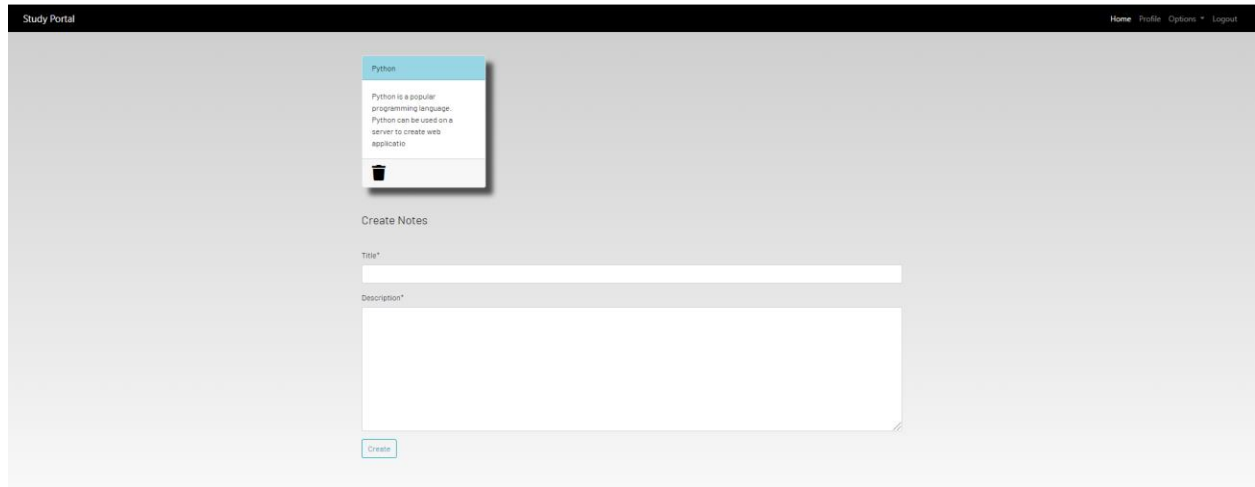 Study Portal
Home Profile Options Logout
Python
Python is a popular
programming language.
Python can be used on a
server to create web
applicatio
Create Notes
Title*
Description*
Create